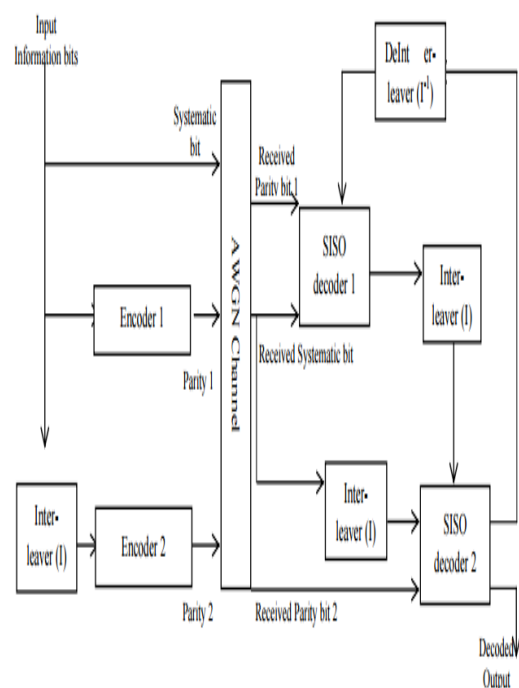 Input
Information bits
DeInt er-
leaver (I⁻¹)
Systematic
bit
Received
Parity bit 1
AWGN Channel
SISO
decoder 1
Inter-
leaver (I)
Encoder 1
Received Systematic bit
Parity 1
Inter-
leaver (I)
Encoder 2
Inter-
leaver (I)
SISO
decoder 2
Parity 2
Received Parity bit 2
Decoded
Output